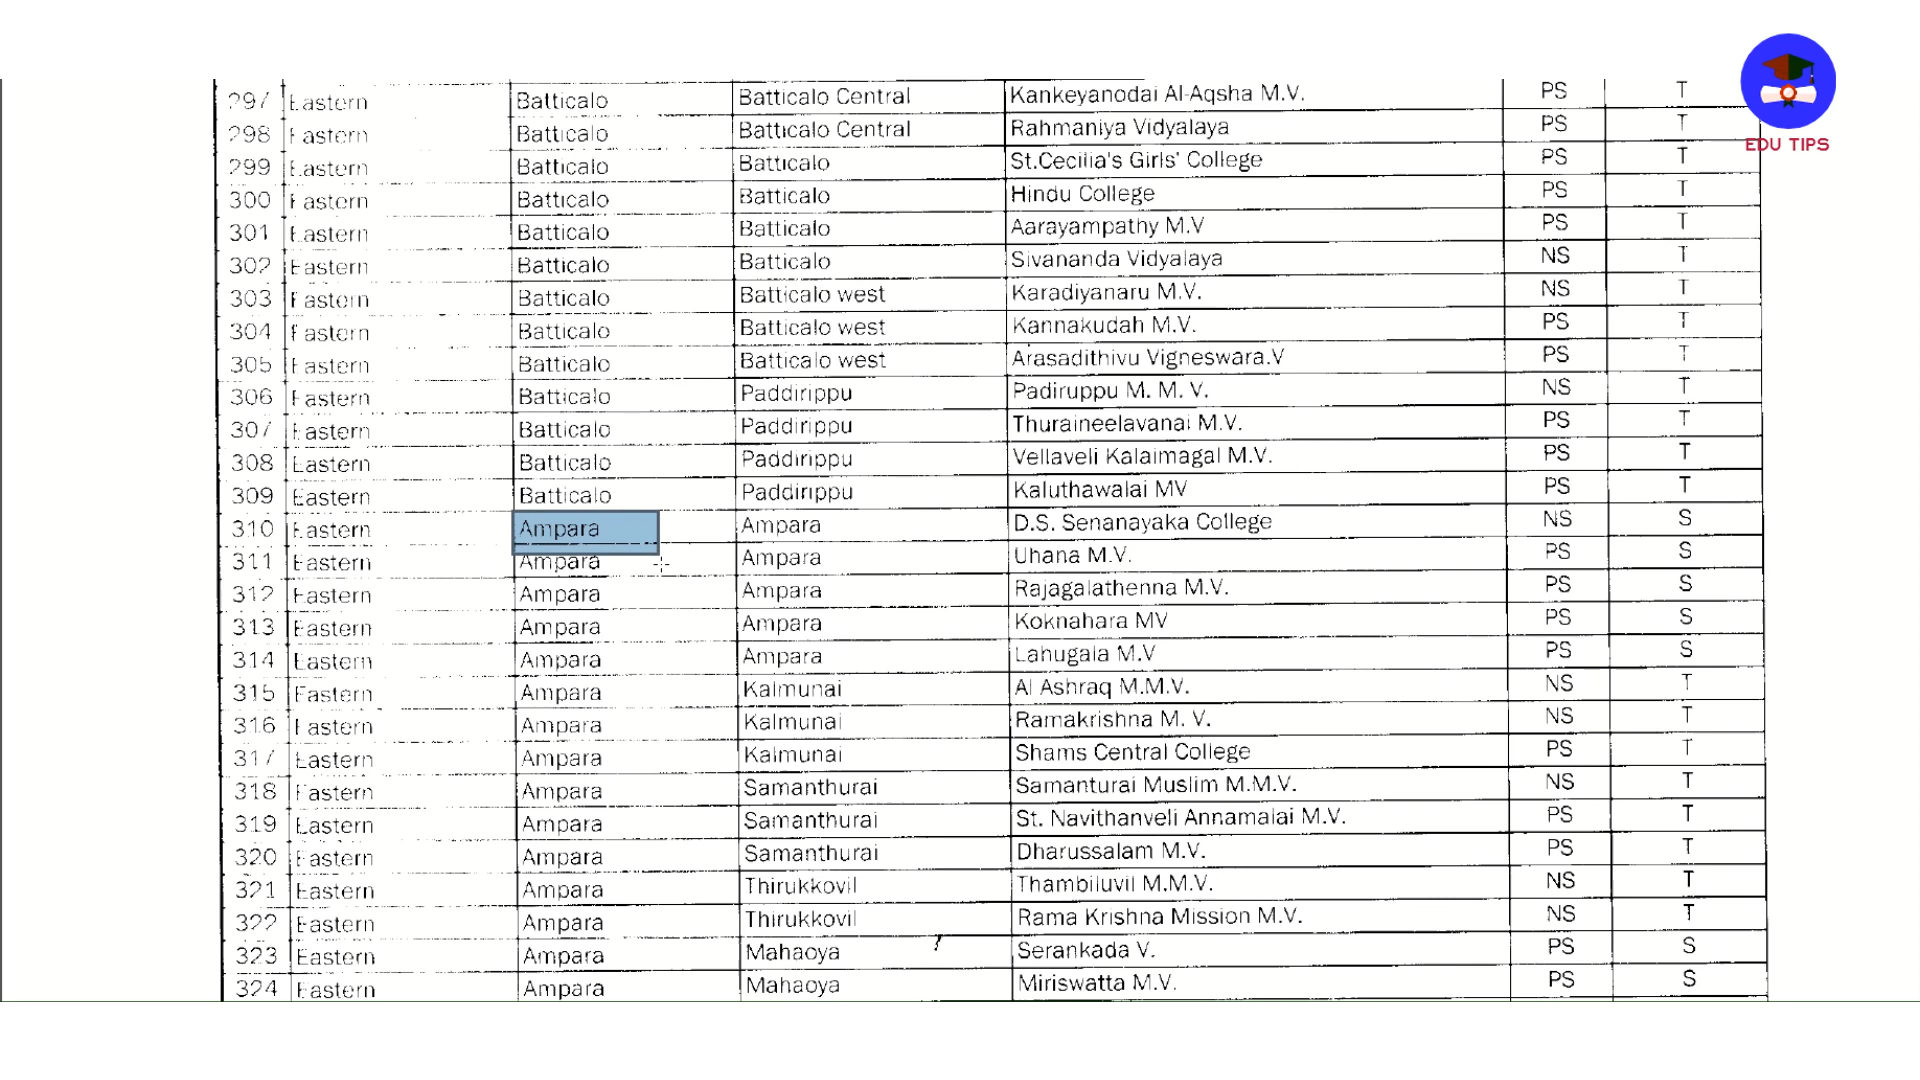 297 Eastern Batticalo Batticalo Central Kankeyanodai Al-Aqsha M.V. PS T
298 Eastern Batticalo Batticalo Central Rahmaniya Vidyalaya PS T
299 Eastern Batticalo Batticalo St.Cecilia's Girls' College PS T
300 Eastern Batticalo Batticalo Hindu College PS T
301 Eastern Batticalo Batticalo Aarayampathy M.V PS T
302 Eastern Batticalo Batticalo Sivananda Vidyalaya NS T
303 Eastern Batticalo Batticalo west Karadiyanaru M.V. NS T
304 Eastern Batticalo Batticalo west Kannakudah M.V. PS T
305 Eastern Batticalo Batticalo west Arasadithivu Vigneswara.V PS T
306 Eastern Batticalo Paddirippu Padiruppu M. M. V. NS T
307 Eastern Batticalo Paddirippu Thuraineelavanai M.V. PS T
308 Eastern Batticalo Paddirippu Vellaveli Kalaimagal M.V. PS T
309 Eastern Batticalo Paddirippu Kaluthawalai MV PS T
310 Eastern Ampara Ampara D.S. Senanayaka College NS S
311 Eastern Ampara Ampara Uhana M.V. PS S
312 Eastern Ampara Ampara Rajagalathenna M.V. PS S
313 Eastern Ampara Ampara Koknahara MV PS S
314 Eastern Ampara Ampara Lahugala M.V PS S
315 Eastern Ampara Kalmunai Al Ashraq M.M.V. NS T
316 Eastern Ampara Kalmunai Ramakrishna M. V. NS T
317 Eastern Ampara Kalmunai Shams Central College PS T
318 Eastern Ampara Samanthurai Samanturai Muslim M.M.V. NS T
319 Eastern Ampara Samanthurai St. Navithanveli Annamalai M.V. PS T
320 Eastern Ampara Samanthurai Dharussalam M.V. PS T
321 Eastern Ampara Thirukkovil Thambiluvil M.M.V. NS T
322 Eastern Ampara Thirukkovil Rama Krishna Mission M.V. NS T
323 Eastern Ampara Mahaoya Serankada V. PS S
324 Eastern Ampara Mahaoya Miriswatta M.V. PS S
EDU TIPS